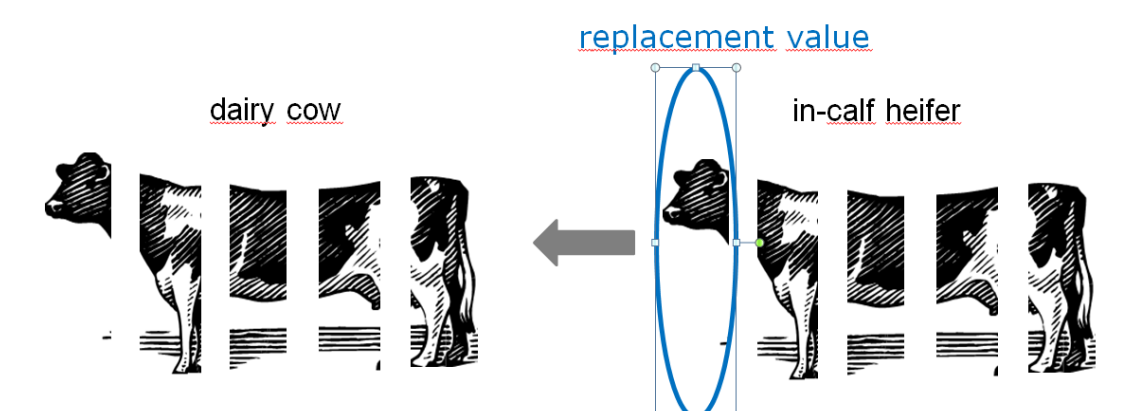 replacement value
dairy cow
in-calf heifer